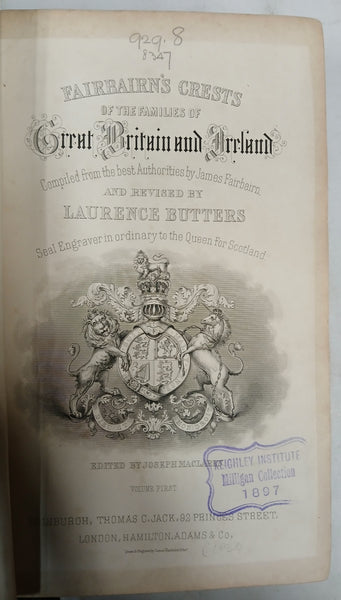 929.8
FAIRBAIRN'S CRESTS
OF THE FAMILIES OF
Great Britain and Ireland
Compiled from the best Authorities by James Fairbairn,
AND REVISED BY
LAURENCE BUTTERS
Seal Engraver in ordinary to the Queen For Scotland
EDITED BY JOSEPH MACLAREN
VOLUME FIRST
KEIGHLEY INSTITUTE
Milligan Collection
1897
EDINBURGH, THOMAS C. JACK, 92 PRINCES STREET.
LONDON, HAMILTON, ADAMS & Co,